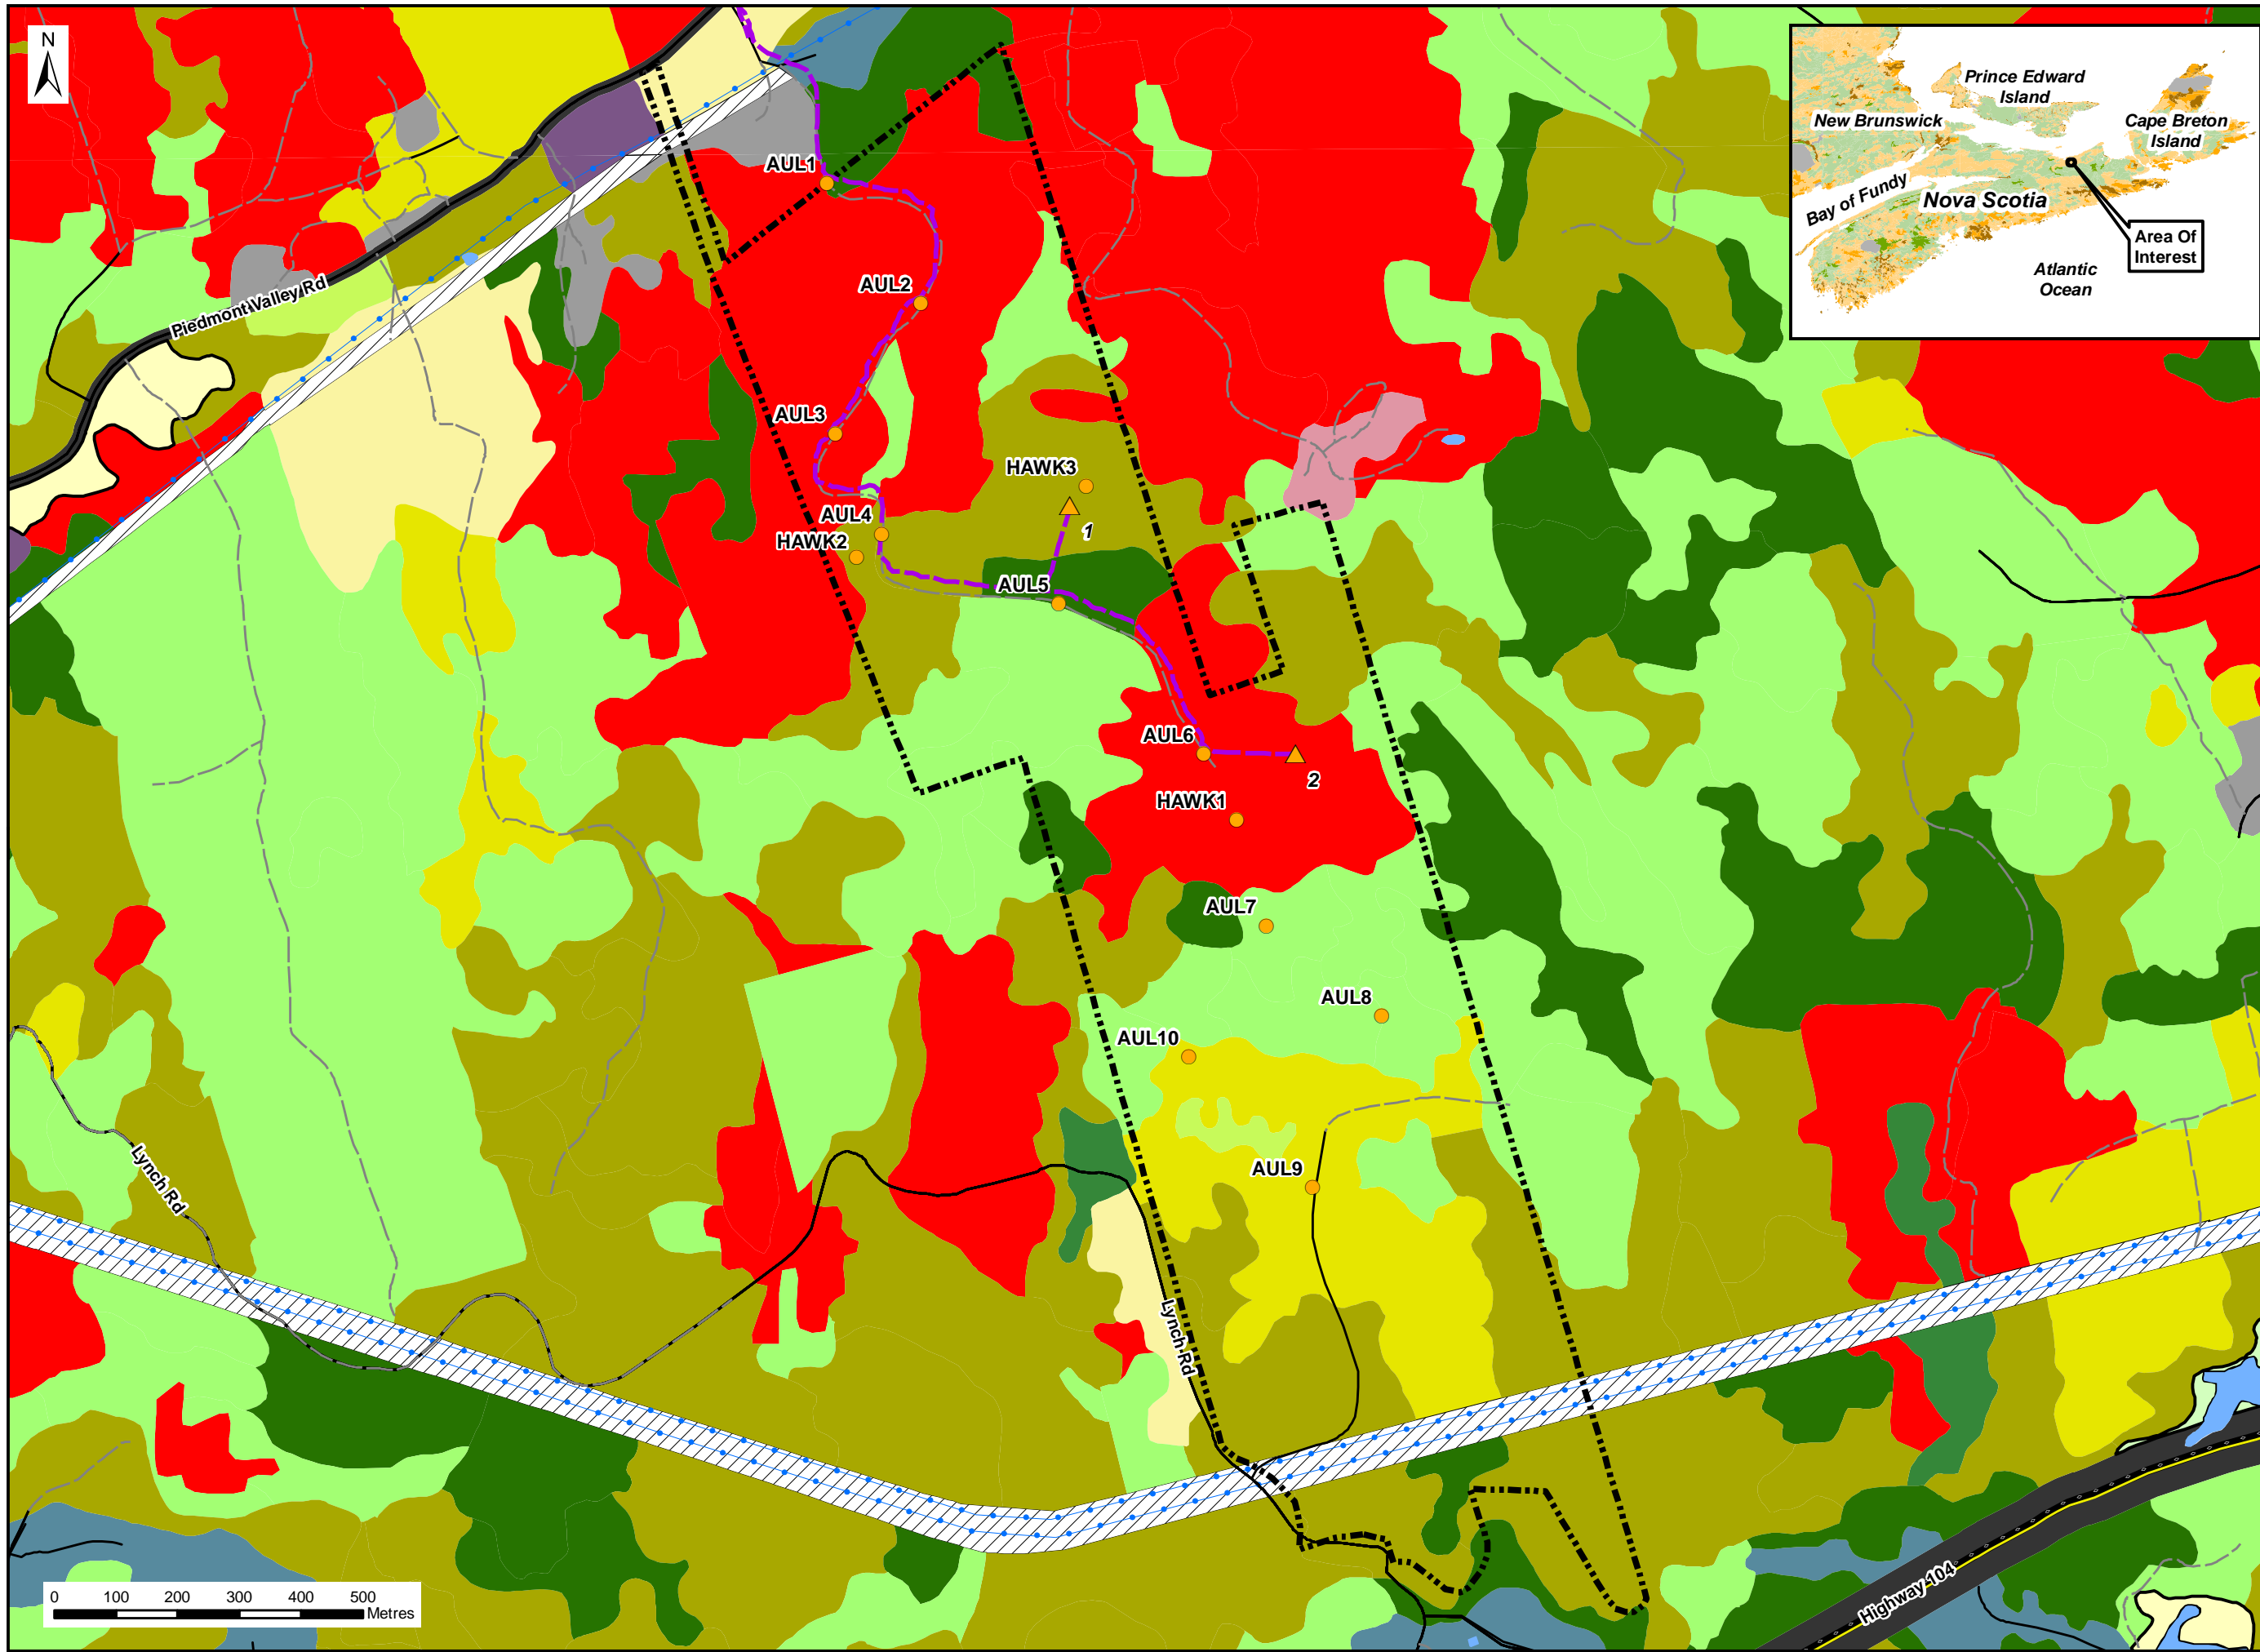 N
Prince Edward
Island
New Brunswick
Cape Breton
Island
Bay of Fundy
Nova Scotia
Area Of
Interest
Atlantic
Ocean
AUL1
AUL2
Piedmont Valley Rd
AUL3
HAWK3
AUL4
1
HAWK2
AUL5
AUL6
2
HAWK1
AUL7
AUL8
AUL10
Lynch Rd
AUL9
Lynch Rd
Highway 104
0 100 200 300 400 500
Metres